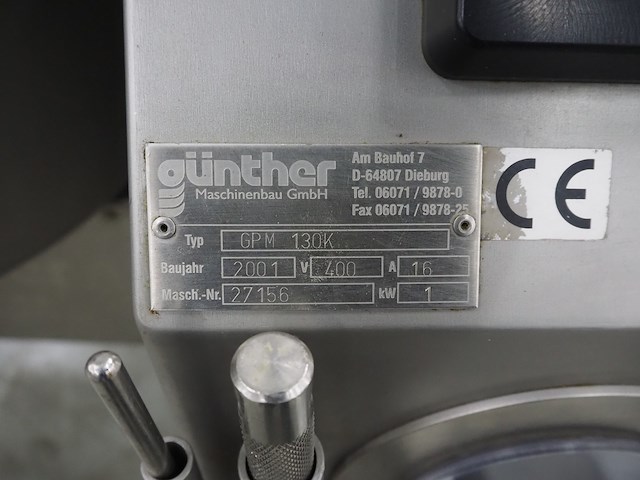 günther
Maschinenbau GmbH
Am Bauhof 7
D-64807 Dieburg
Tel. 06071 / 9878-0
Fax 06071 / 9878-25
Typ GPM 130K
Baujahr 2001 V 400 A 16
Masch.-Nr. 27156 kW 1
CE